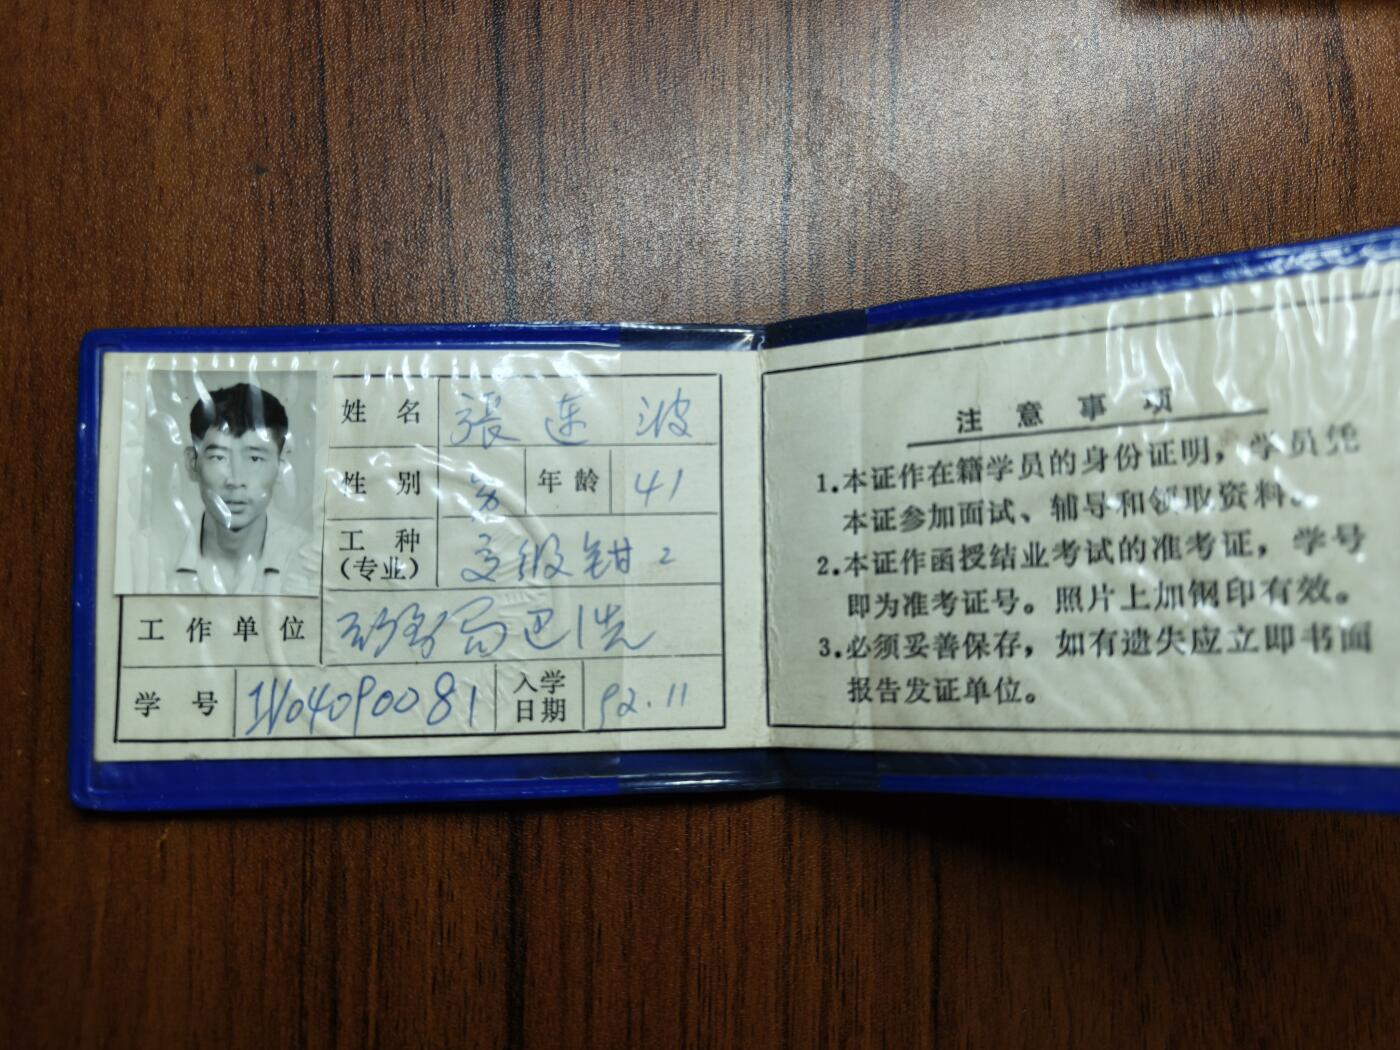 姓名 張连波
性别 男 年龄 41
工种
(专业) 高级钳工
工作单位
学号 1404090081 入学
日期 92.11
注意事项
1.本证作在籍学员的身份证明，学员凭
本证参加面试、辅导和领取资料。
2.本证作函授结业考试的准考证，学号
即为准考证号。照片上加钢印有效。
3.必须妥善保存，如有遗失应立即书面
报告发证单位。